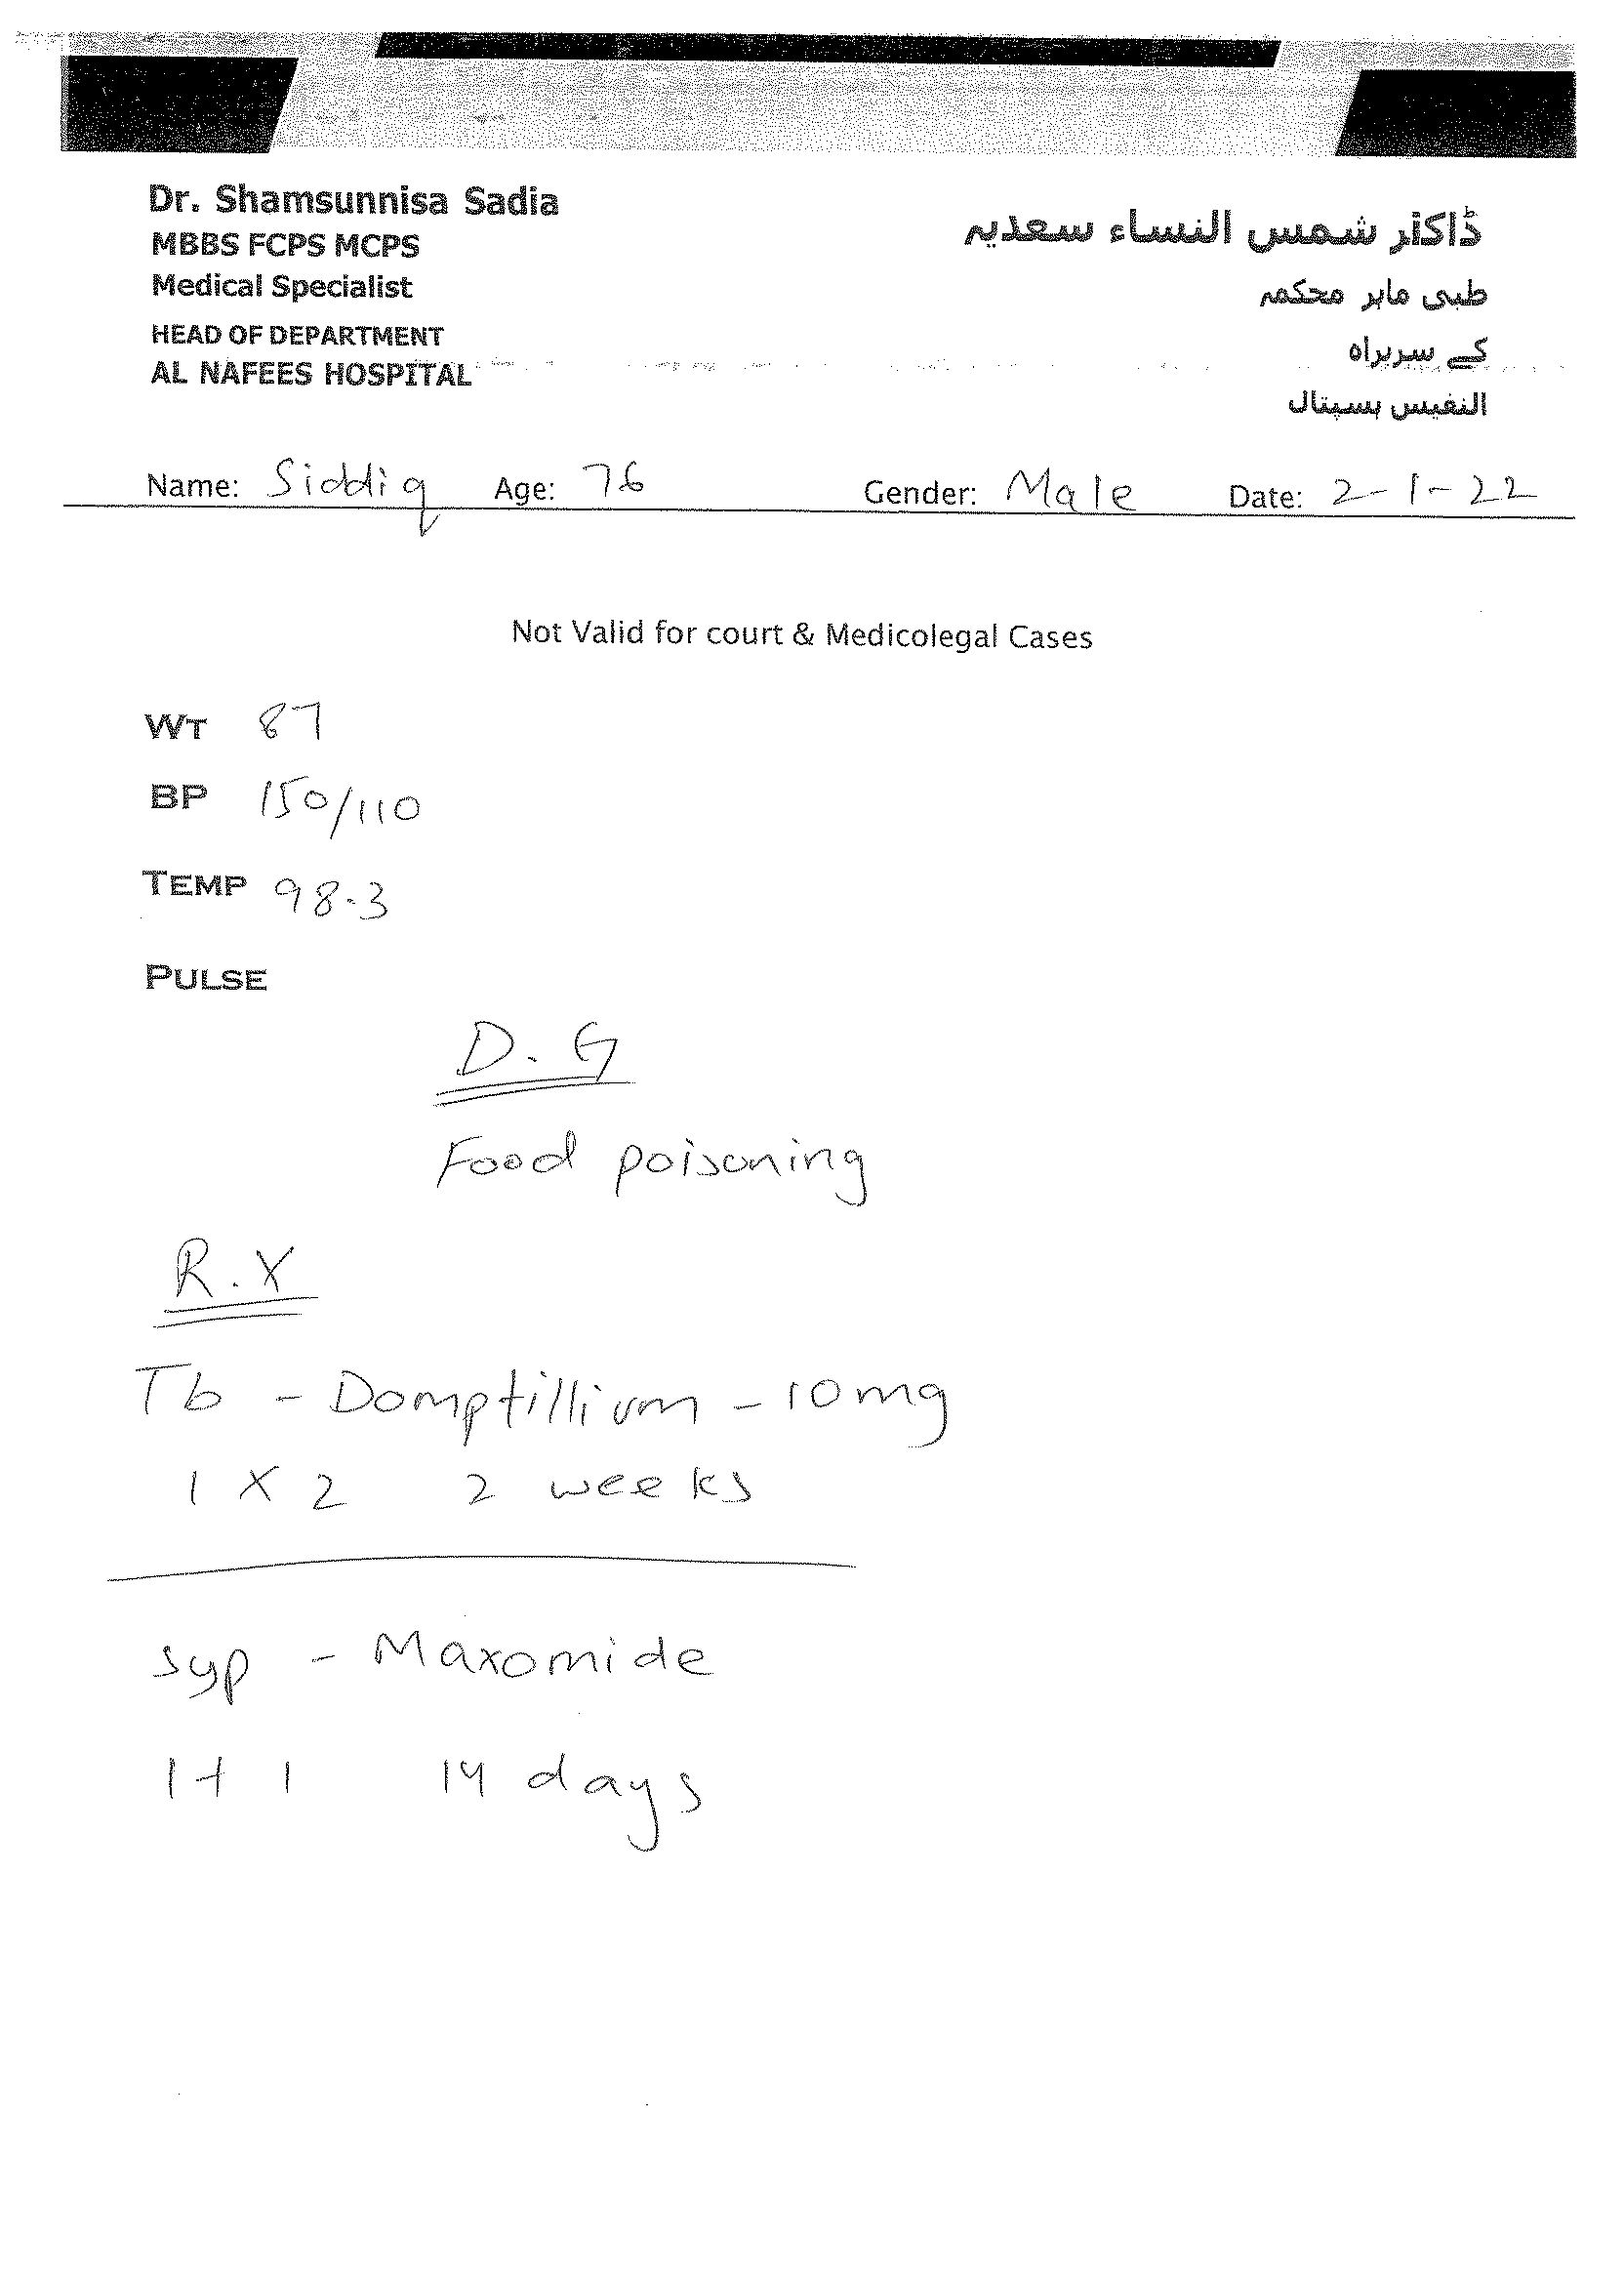 Dr. Shamsunnisa Sadia
MBBS FCPS MCPS
Medical Specialist
HEAD OF DEPARTMENT
AL NAFEES HOSPITAL
ڈاکٹر شمس النساء سعدیہ
طبی ماہر محکمہ
کے سربراہ
النفیس ہسپتال
Name: Siddiq Age: 76 Gender: Male Date: 2-1-22
Not Valid for court & Medicolegal Cases
WT 87
BP 150/110
TEMP 98.3
PULSE
D.G
Food poisoning
R.X
Tb - Domptillium - 10mg
1 X 2 2 weeks
syp - Maxomide
1+1 14 days